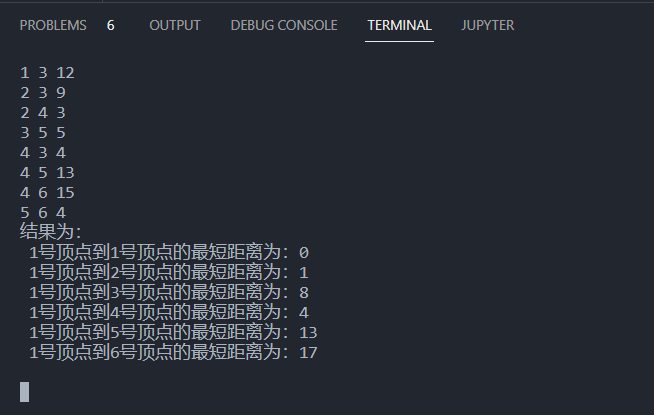 PROBLEMS 6 OUTPUT DEBUG CONSOLE TERMINAL JUPYTER
1 3 12
2 3 9
2 4 3
3 5 5
4 3 4
4 5 13
4 6 15
5 6 4
结果为:
1号顶点到1号顶点的最短距离为: 0
1号顶点到2号顶点的最短距离为: 1
1号顶点到3号顶点的最短距离为: 8
1号顶点到4号顶点的最短距离为: 4
1号顶点到5号顶点的最短距离为: 13
1号顶点到6号顶点的最短距离为: 17